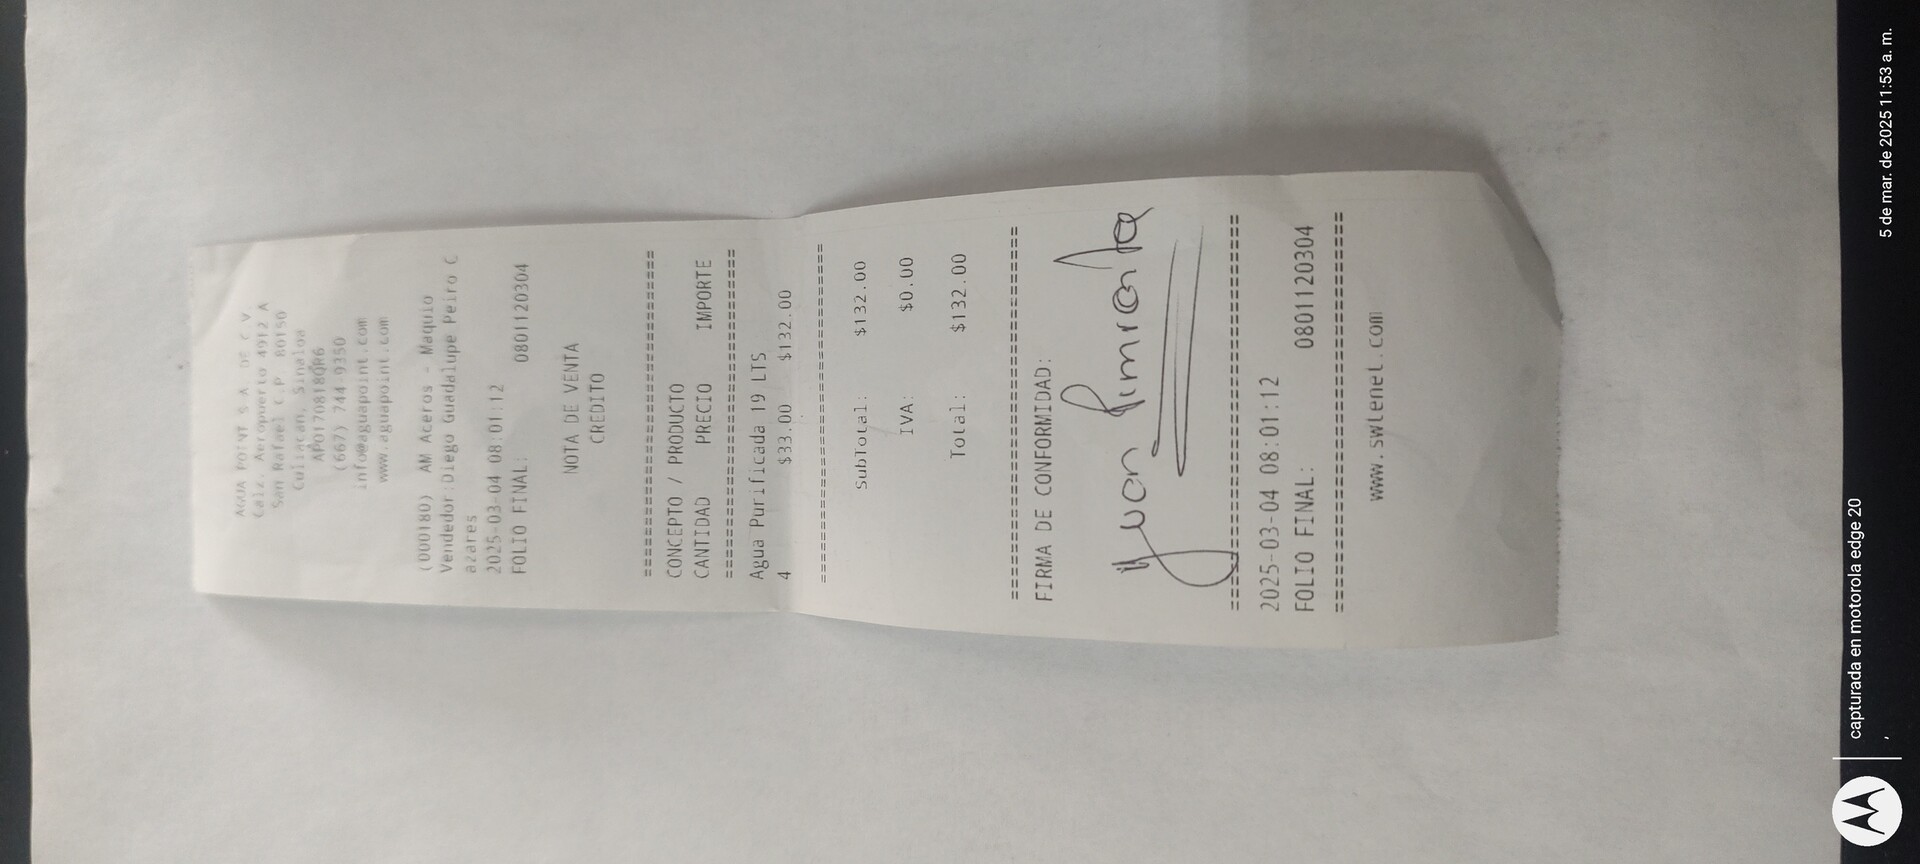 AGUA POINT S.A. DE C.V.
Calz. Aeropuerto 4912 A
San Rafael C.P. 80150
Culiacan, Sinaloa
APO170818QR6
(667) 744-9350
info@aguapoint.com
www.aguapoint.com
(000180) AM Aceros - Maquio
Vendedor:Diego Guadalupe Peiro C
azares
2025-03-04 08:01:12
FOLIO FINAL: 0801120304
NOTA DE VENTA
CREDITO
================================
CONCEPTO / PRODUCTO
CANTIDAD PRECIO IMPORTE
================================
Agua Purificada 19 LTS
4 $33.00 $132.00
================================
SubTotal: $132.00
IVA: $0.00
Total: $132.00
================================
FIRMA DE CONFORMIDAD:
Juan
================================
2025-03-04 08:01:12
FOLIO FINAL: 0801120304
================================
www.swtenet.com
capturada en motorola edge 20
5 de mar. de 2025 11:53 a. m.